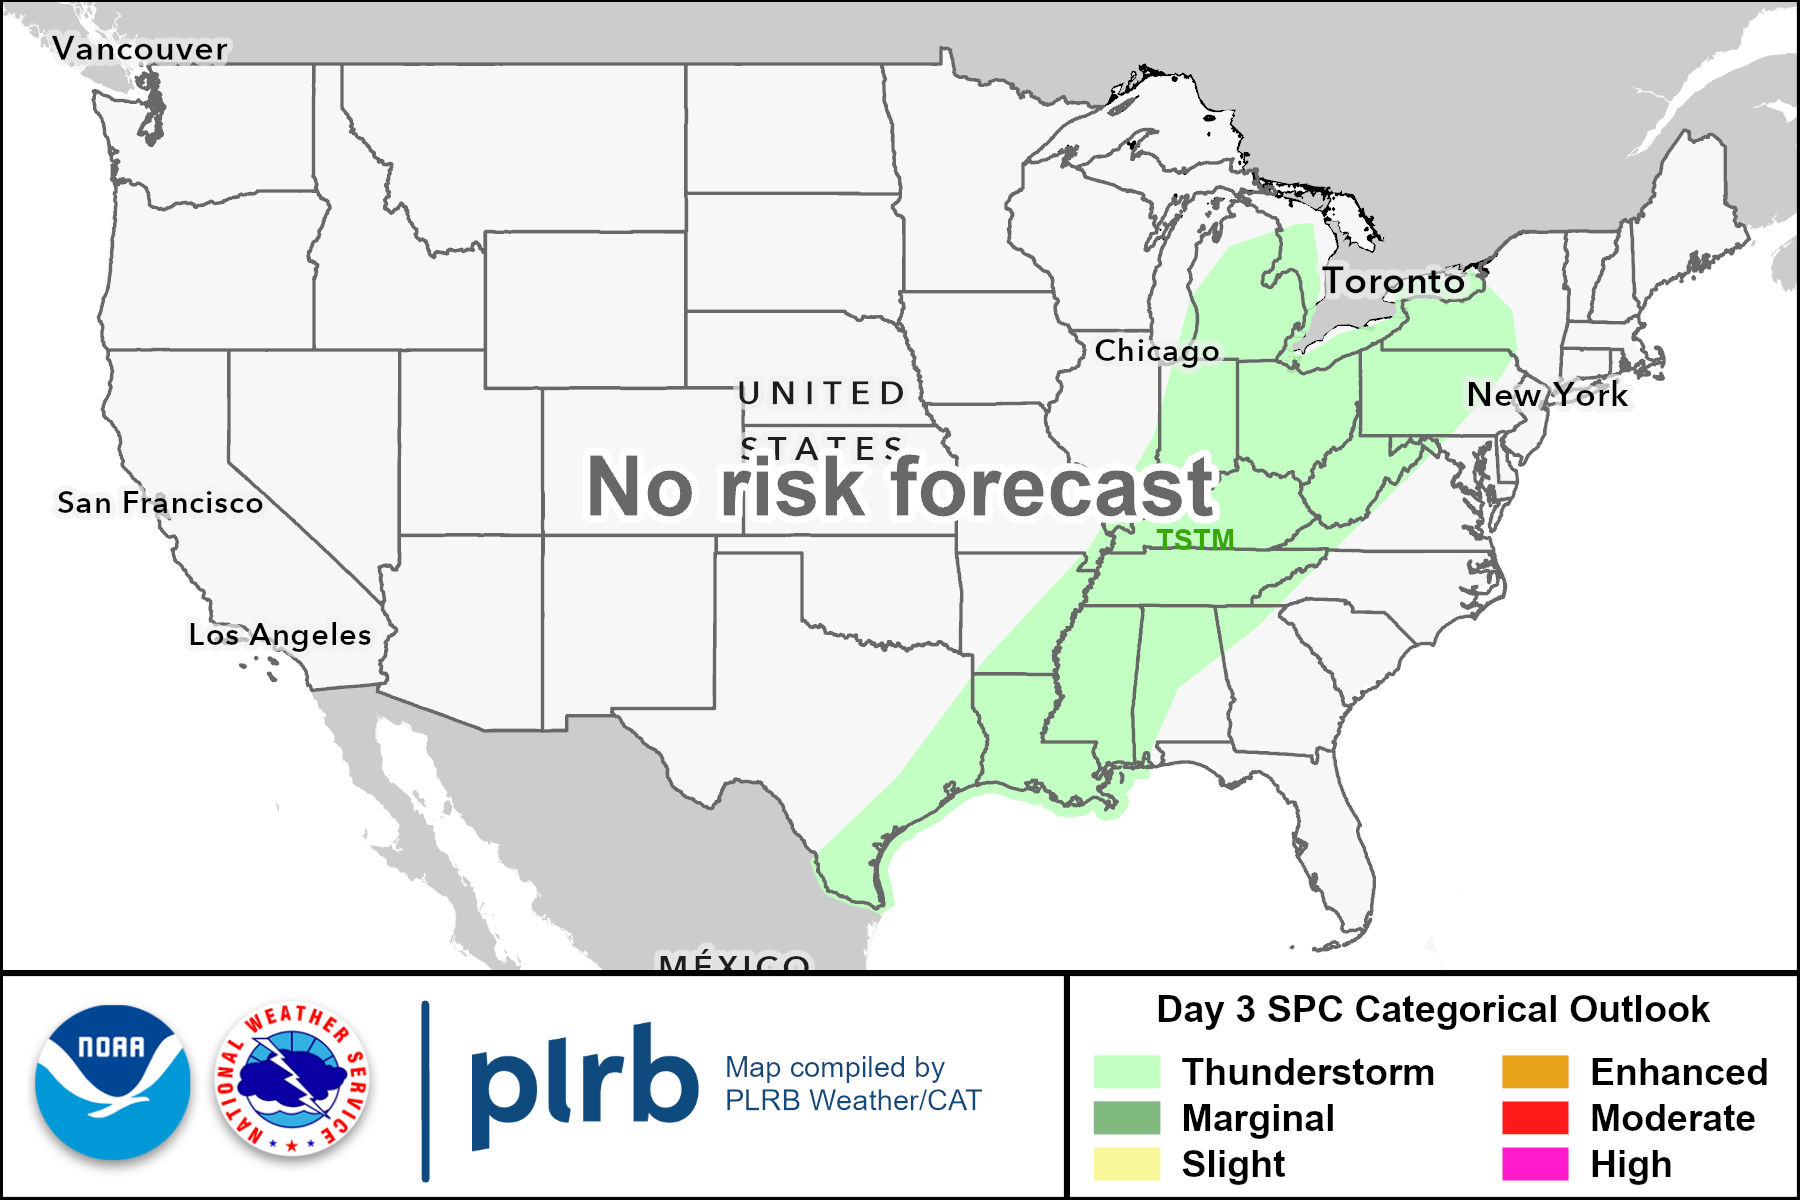 Vancouver
Toronto
Chicago
UNITED
New York
STATES
No risk forecast
San Francisco
TSTM
Los Angeles
MÉXICO
NOAA
NATIONAL WEATHER SERVICE
plrb
Map compiled by
PLRB Weather/CAT
Day 3 SPC Categorical Outlook
Thunderstorm
Enhanced
Marginal
Moderate
Slight
High